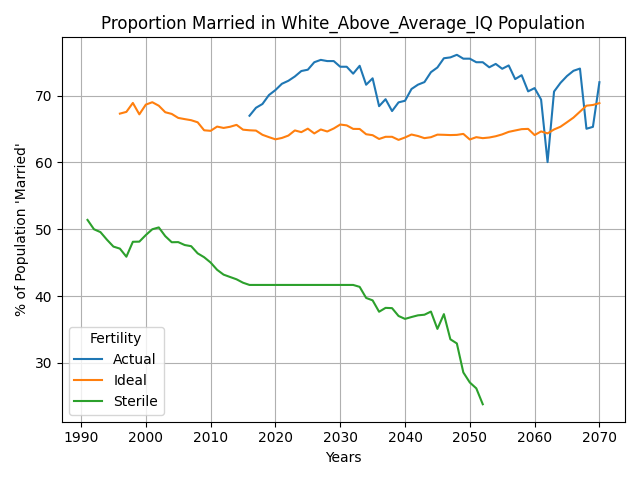 Proportion Married in White_Above_Average_IQ Population
% of Population 'Married'
70
60
50
40
30
Fertility
Actual
Ideal
Sterile
1990 2000 2010 2020 2030 2040 2050 2060 2070
Years